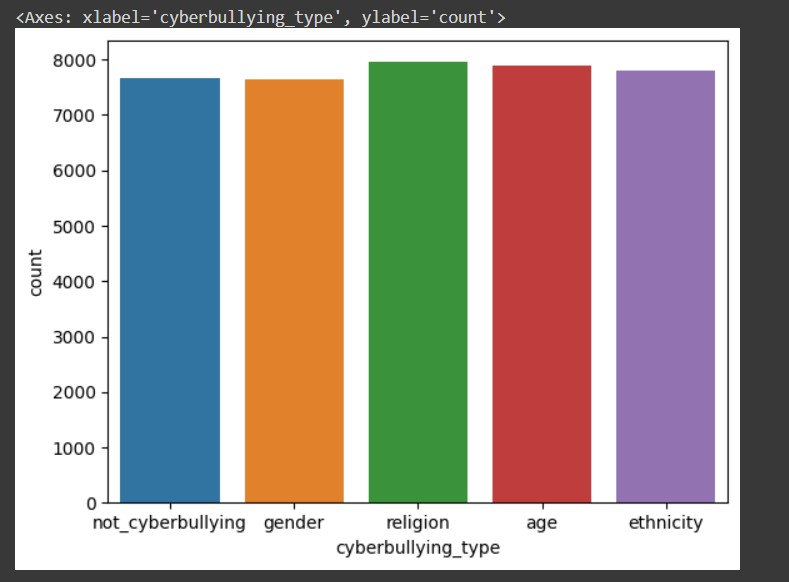 <Axes: xlabel='cyberbullying_type', ylabel='count'>
8000
7000
6000
5000
4000
3000
2000
1000
0
count
not_cyberbullying gender religion age ethnicity
cyberbullying_type